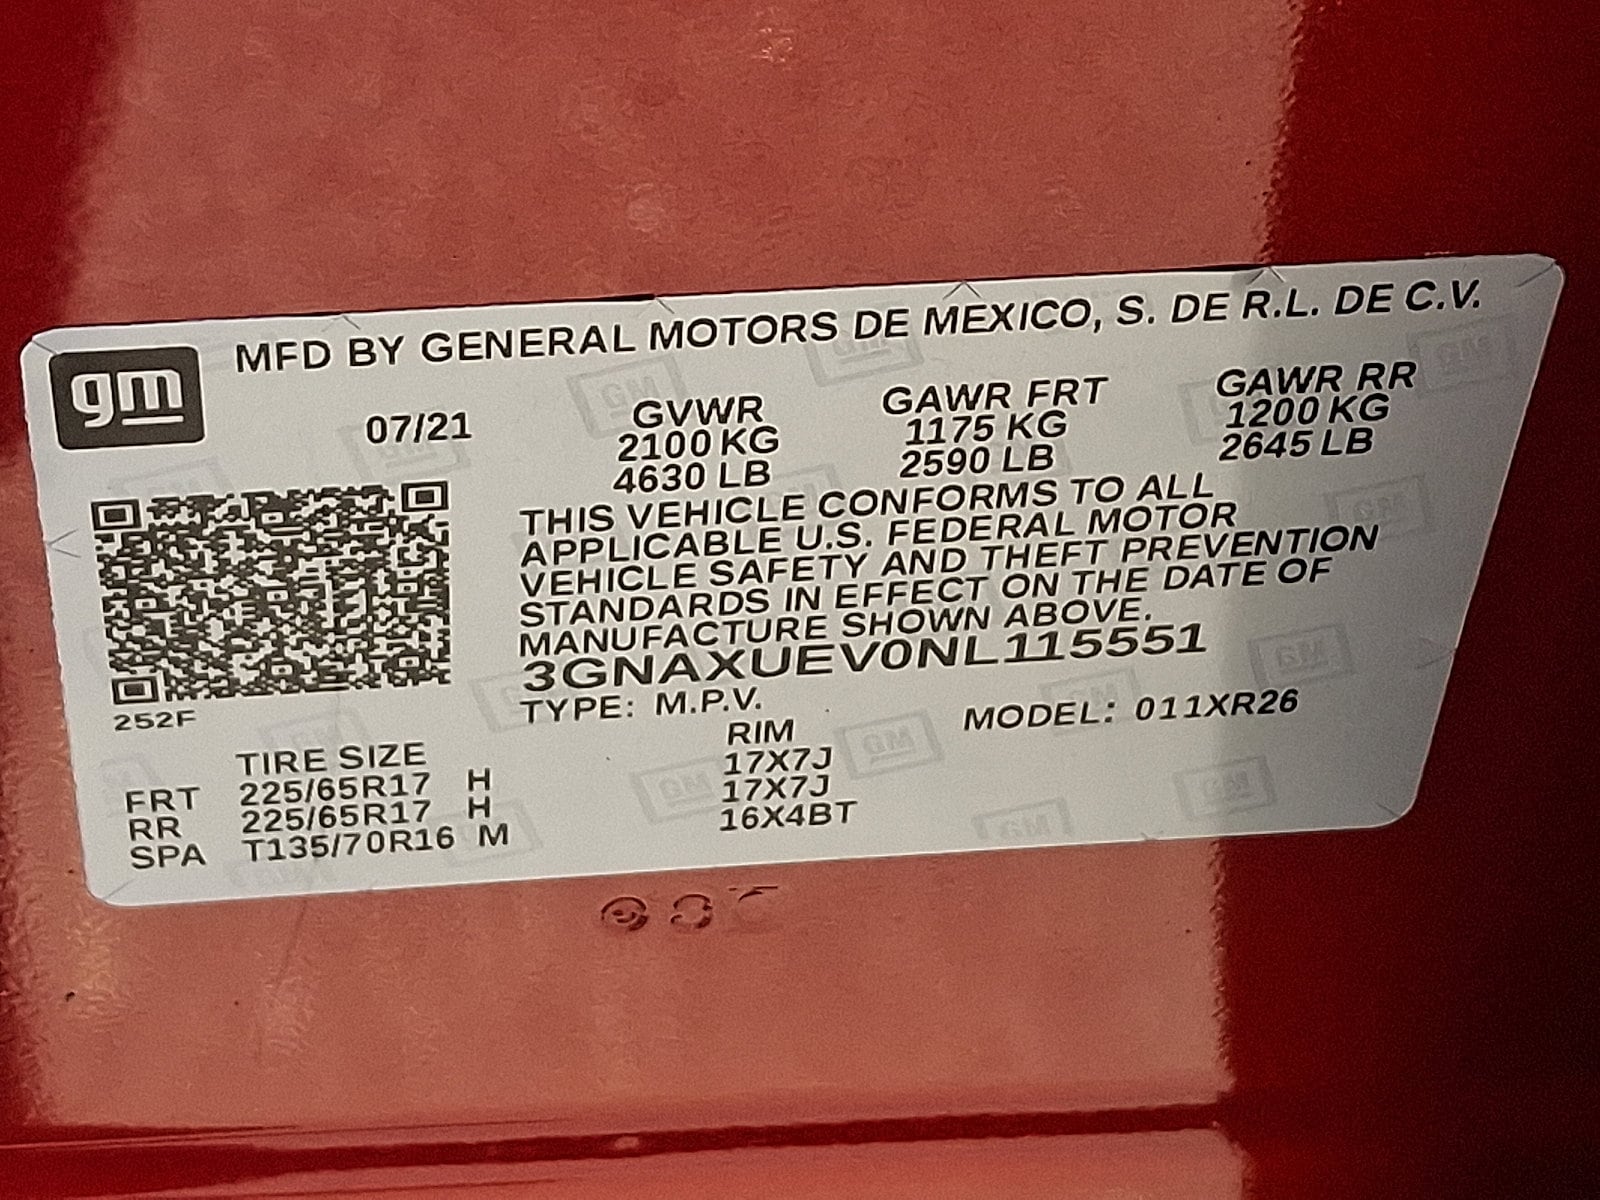 gm
MFD BY GENERAL MOTORS DE MEXICO, S. DE R.L. DE C.V.
07/21
GVWR GAWR FRT GAWR RR
2100 KG 1175 KG 1200 KG
4630 LB 2590 LB 2645 LB
THIS VEHICLE CONFORMS TO ALL
APPLICABLE U.S. FEDERAL MOTOR
VEHICLE SAFETY AND THEFT PREVENTION
STANDARDS IN EFFECT ON THE DATE OF
MANUFACTURE SHOWN ABOVE.
3GNAXUEV0NL115551
252F
TYPE: M.P.V. MODEL: 011XR26
TIRE SIZE RIM
FRT 225/65R17 H 17X7J
RR 225/65R17 H 17X7J
SPA T135/70R16 M 16X4BT